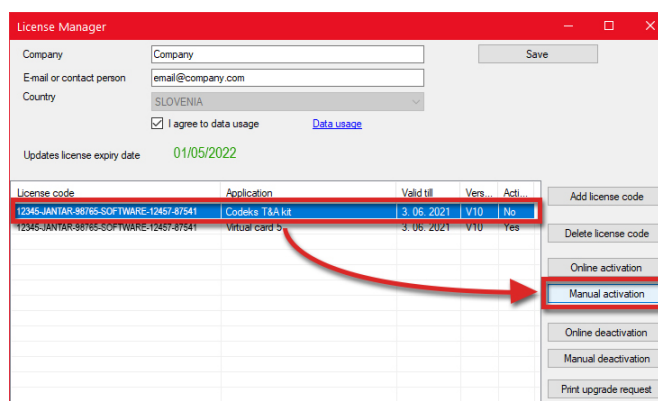 License Manager
Company Company Save
E-mail or contact person email@company.com
Country SLOVENIA
I agree to data usage Data usage
Updates license expiry date 01/05/2022
License code Application Valid till Vers... Acti...
12345-JANTAR-98765-SOFTWARE-12457-87541 Codeks T&A kit 3. 06. 2021 V10 No
12345-JANTAR-98765-SOFTWARE-12457-87541 Virtual card 5 3. 06. 2021 V10 Yes
Add license code
Delete license code
Online activation
Manual activation
Online deactivation
Manual deactivation
Print upgrade request